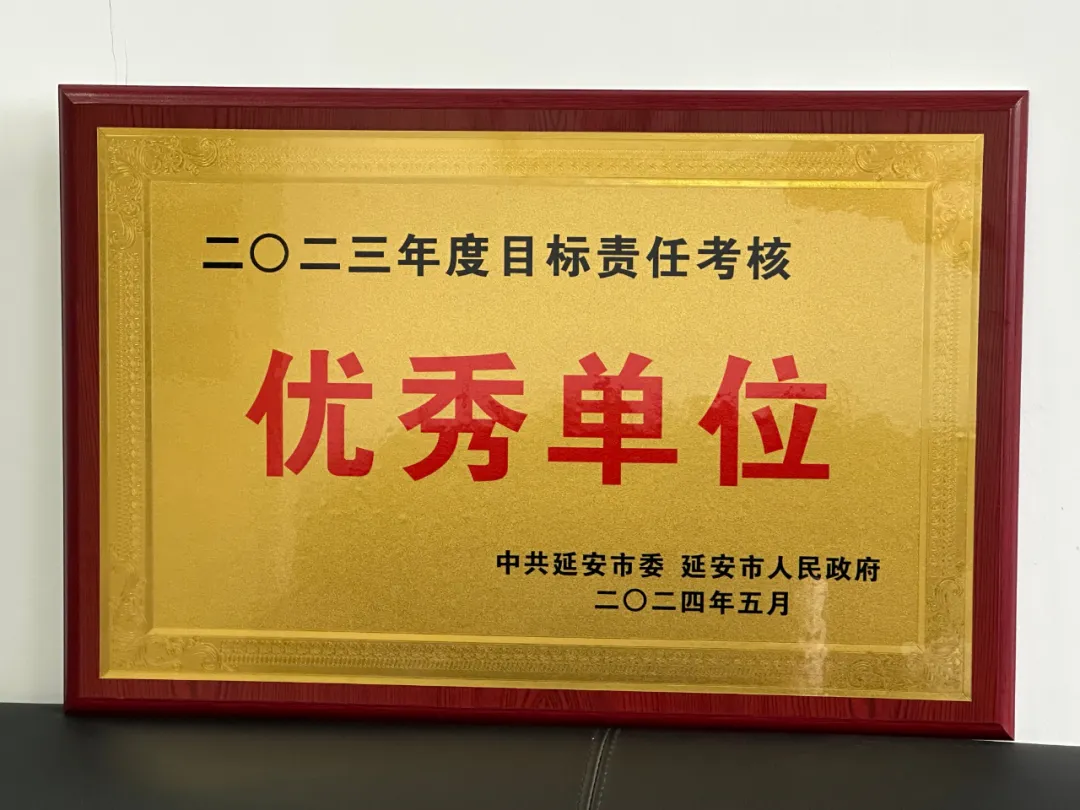 二〇二三年度目标责任考核
优秀单位
中共延安市委 延安市人民政府
二〇二四年五月